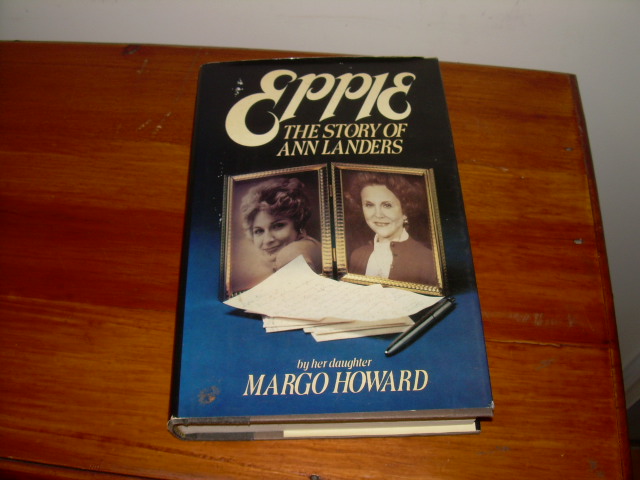 EPPIE
THE STORY OF
ANN LANDERS
by her daughter
MARGO HOWARD